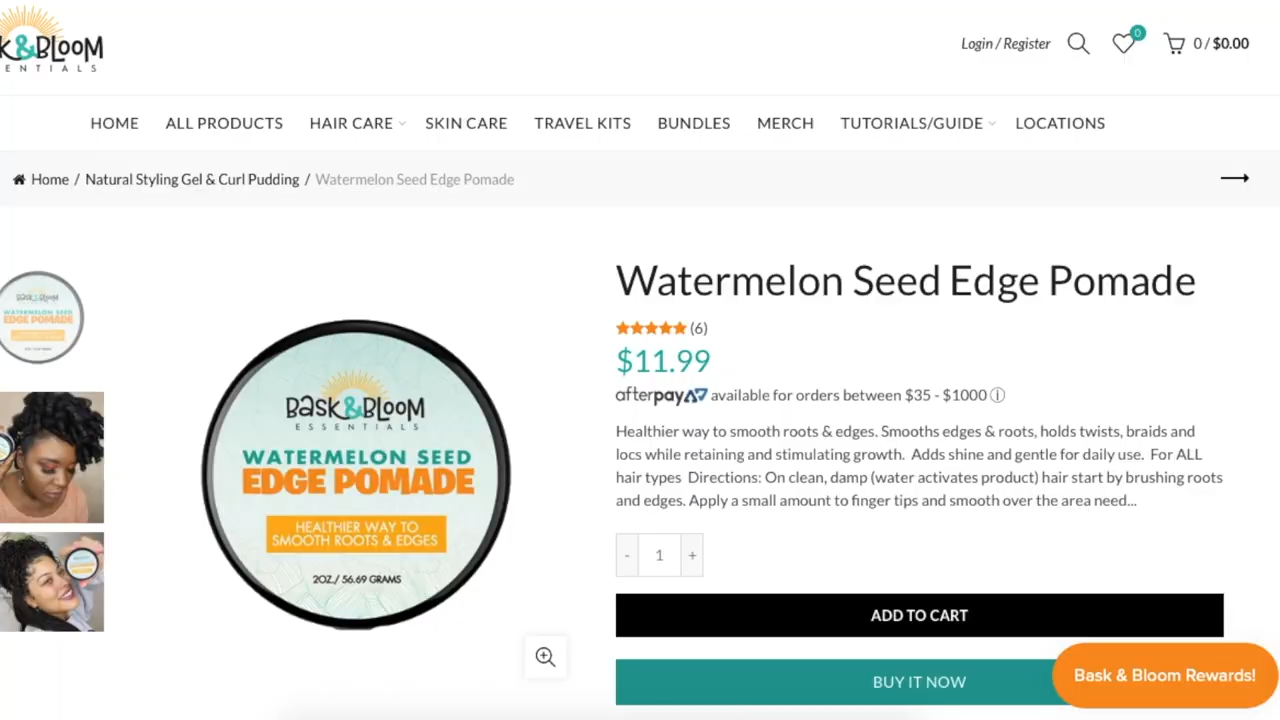 K&BLOOM
ENTIALS
Login / Register
0
0 / $0.00
HOME
ALL PRODUCTS
HAIR CARE
SKIN CARE
TRAVEL KITS
BUNDLES
MERCH
TUTORIALS/GUIDE
LOCATIONS
Home / Natural Styling Gel & Curl Pudding / Watermelon Seed Edge Pomade
BASK&BLOOM
WATERMELON SEED
EDGE POMADE
BASK&BLOOM
ESSENTIALS
WATERMELON SEED
EDGE POMADE
HEALTHIER WAY TO
SMOOTH ROOTS & EDGES
2OZ./ 56.69 GRAMS
Watermelon Seed Edge Pomade
(6)
$11.99
afterpay available for orders between $35 - $1000 ⓘ
Healthier way to smooth roots & edges. Smooths edges & roots, holds twists, braids and
locs while retaining and stimulating growth.  Adds shine and gentle for daily use.  For ALL
hair types  Directions: On clean, damp (water activates product) hair start by brushing roots
and edges. Apply a small amount to finger tips and smooth over the area need...
- 1 +
ADD TO CART
BUY IT NOW
Bask & Bloom Rewards!